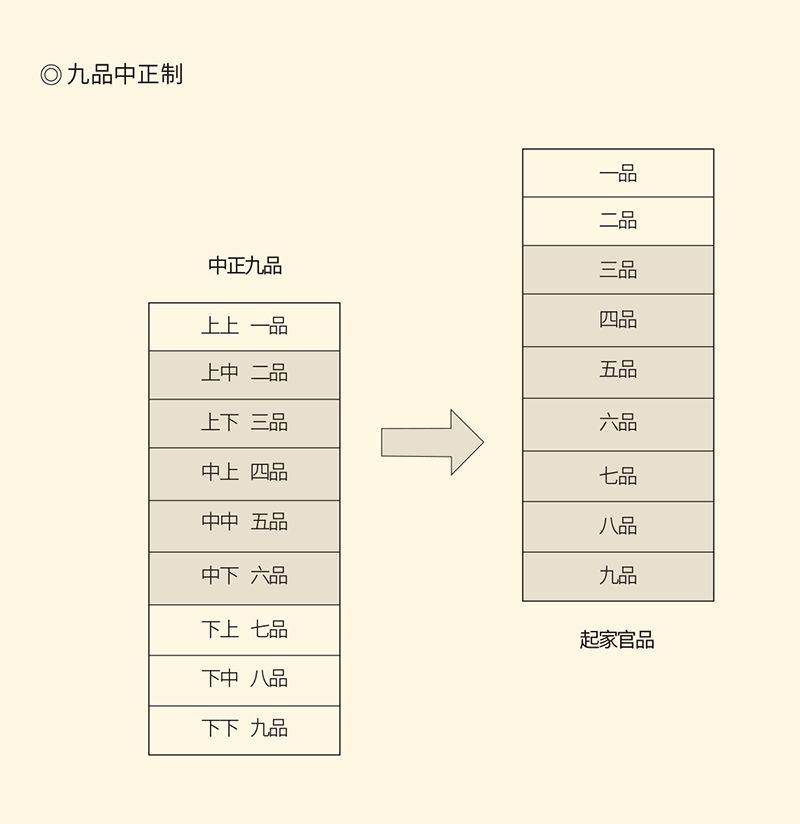 ◎ 九品中正制
中正九品
上上 一品
上中 二品
上下 三品
中上 四品
中中 五品
中下 六品
下上 七品
下中 八品
下下 九品
一品
二品
三品
四品
五品
六品
七品
八品
九品
起家官品